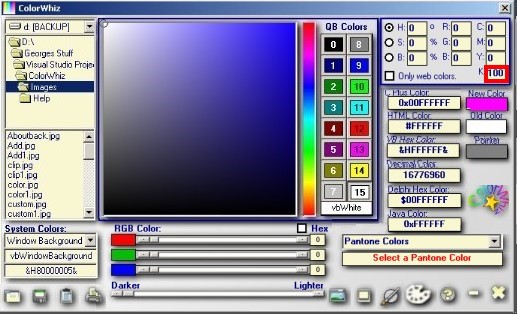 ColorWhiz
d: [BACKUP]
D:\
Georges Stuff
Visual Studio Proje
ColorWhiz
Images
Help
Aboutback.jpg
Add.jpg
Add1.jpg
clip.jpg
clip1.jpg
color.jpg
color1.jpg
custom.jpg
custom1.jpg
QB Colors
0 8
1 9
2 10
3 11
4 12
5 13
6 14
7 15
vbWhite
H: 0 ° R: 0 C: 0
S: 0 % G: 0 M: 0
B: 0 % B: 0 Y: 0
Only web colors. K: 100
C Plus Color: New Color
0x00FFFFFF
HTML Color: Old Color
#FFFFFF
VB Hex Color: Pointer
&HFFFFFF&
Decimal Color:
16776960
Delphi Hex Color:
$00FFFFFF
Java Color:
0xFFFFFF
System Colors:
Window Background
vbWindowBackground
&H80000005&
RGB Color: Hex
0
0
0
Darker Lighter
Pantone Colors
Select a Pantone Color